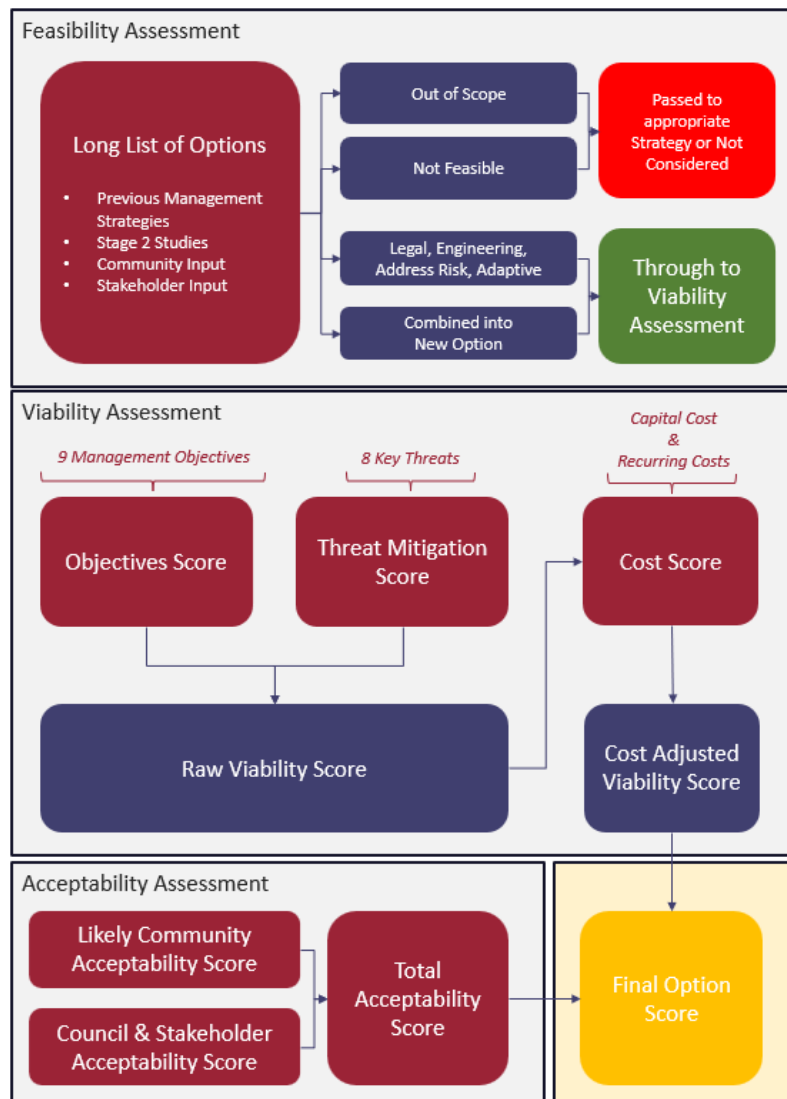 Feasibility Assessment
Long List of Options
• Previous Management
Strategies
• Stage 2 Studies
• Community Input
• Stakeholder Input
Out of Scope
Not Feasible
Legal, Engineering,
Address Risk, Adaptive
Combined into
New Option
Passed to
appropriate
Strategy or Not
Considered
Through to
Viability
Assessment
Viability Assessment
9 Management Objectives
8 Key Threats
Capital Cost
&
Recurring Costs
Objectives Score
Threat Mitigation
Score
Cost Score
Raw Viability Score
Cost Adjusted
Viability Score
Acceptability Assessment
Likely Community
Acceptability Score
Council & Stakeholder
Acceptability Score
Total
Acceptability
Score
Final Option
Score